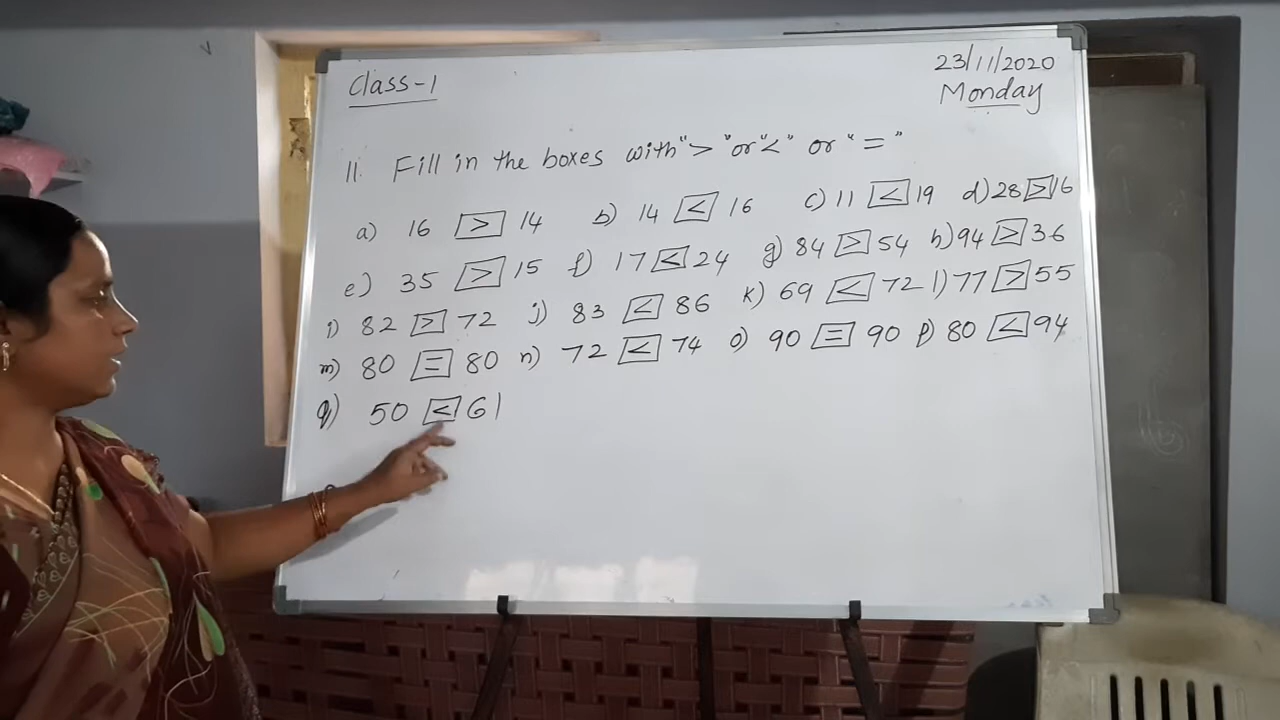 Class-1
23/11/2020
Monday
11. Fill in the boxes with ">" or "<" or "="
a) 16 > 14 b) 14 < 16 c) 11 < 19 d) 28 > 16
e) 35 > 15 f) 17 < 24 g) 84 > 54 h) 94 > 36
i) 82 > 72 j) 83 < 86 k) 69 < 72 l) 77 > 55
m) 80 = 80 n) 72 < 74 o) 90 = 90 p) 80 < 94
q) 50 < 61